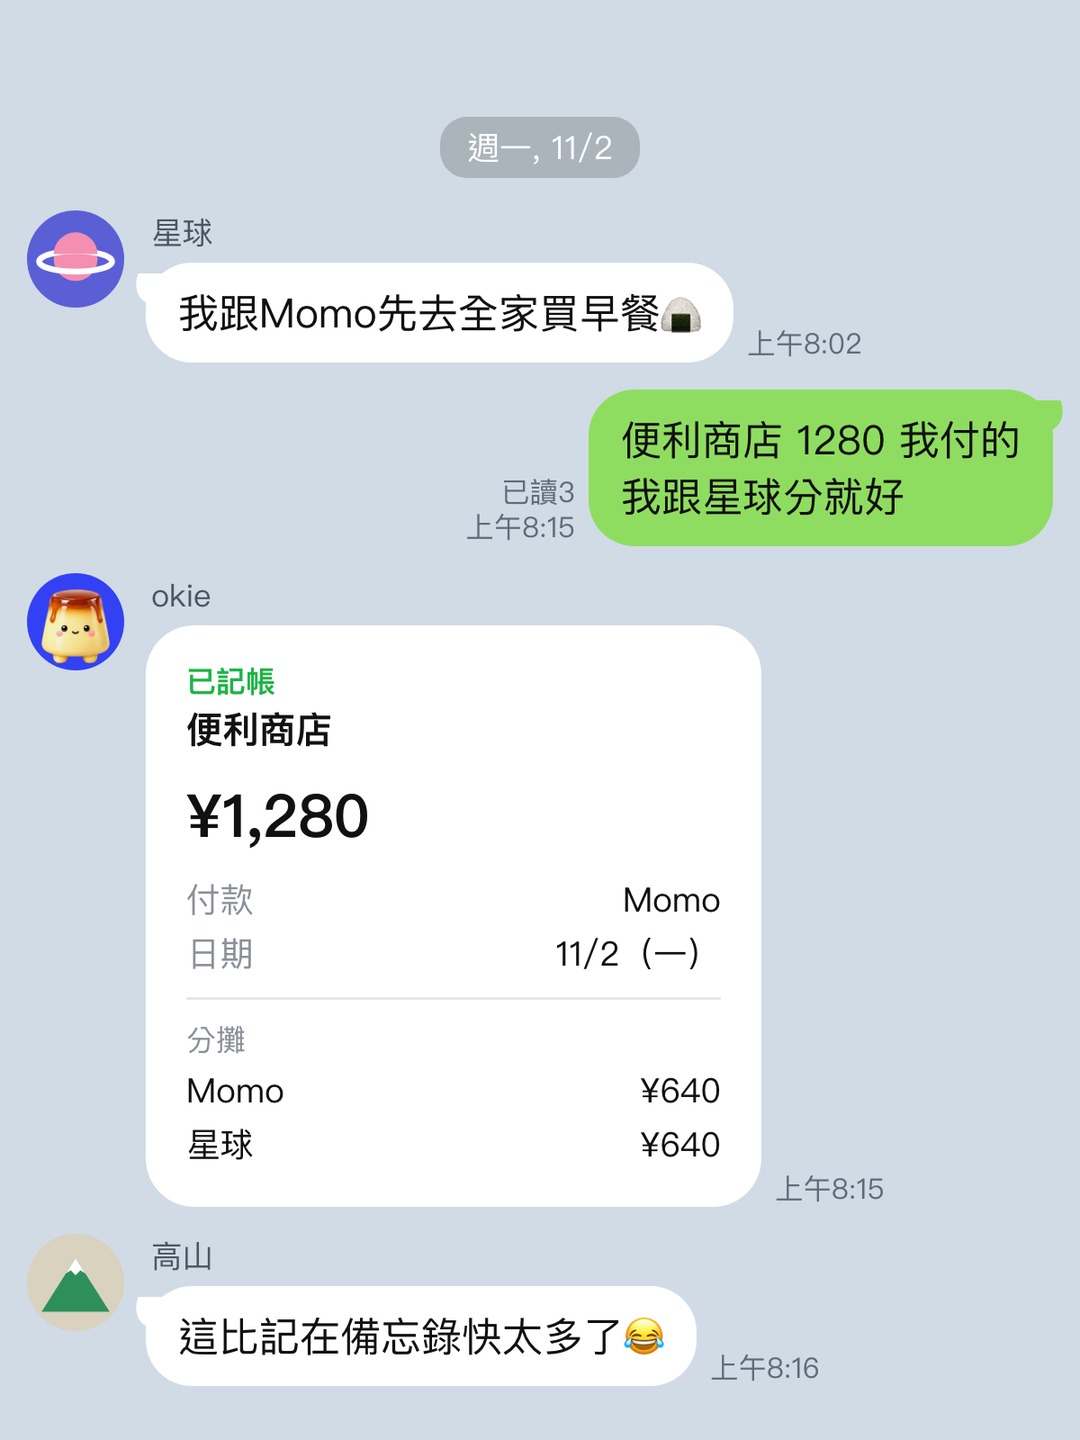 週一, 11/2
星球
我跟Momo先去全家買早餐🍙
上午8:02
便利商店 1280 我付的
我跟星球分就好
已讀3
上午8:15
okie
已記帳
便利商店
¥1,280
付款 Momo
日期 11/2（一）
分攤
Momo ¥640
星球 ¥640
上午8:15
高山
這比記在備忘錄快太多了😂
上午8:16